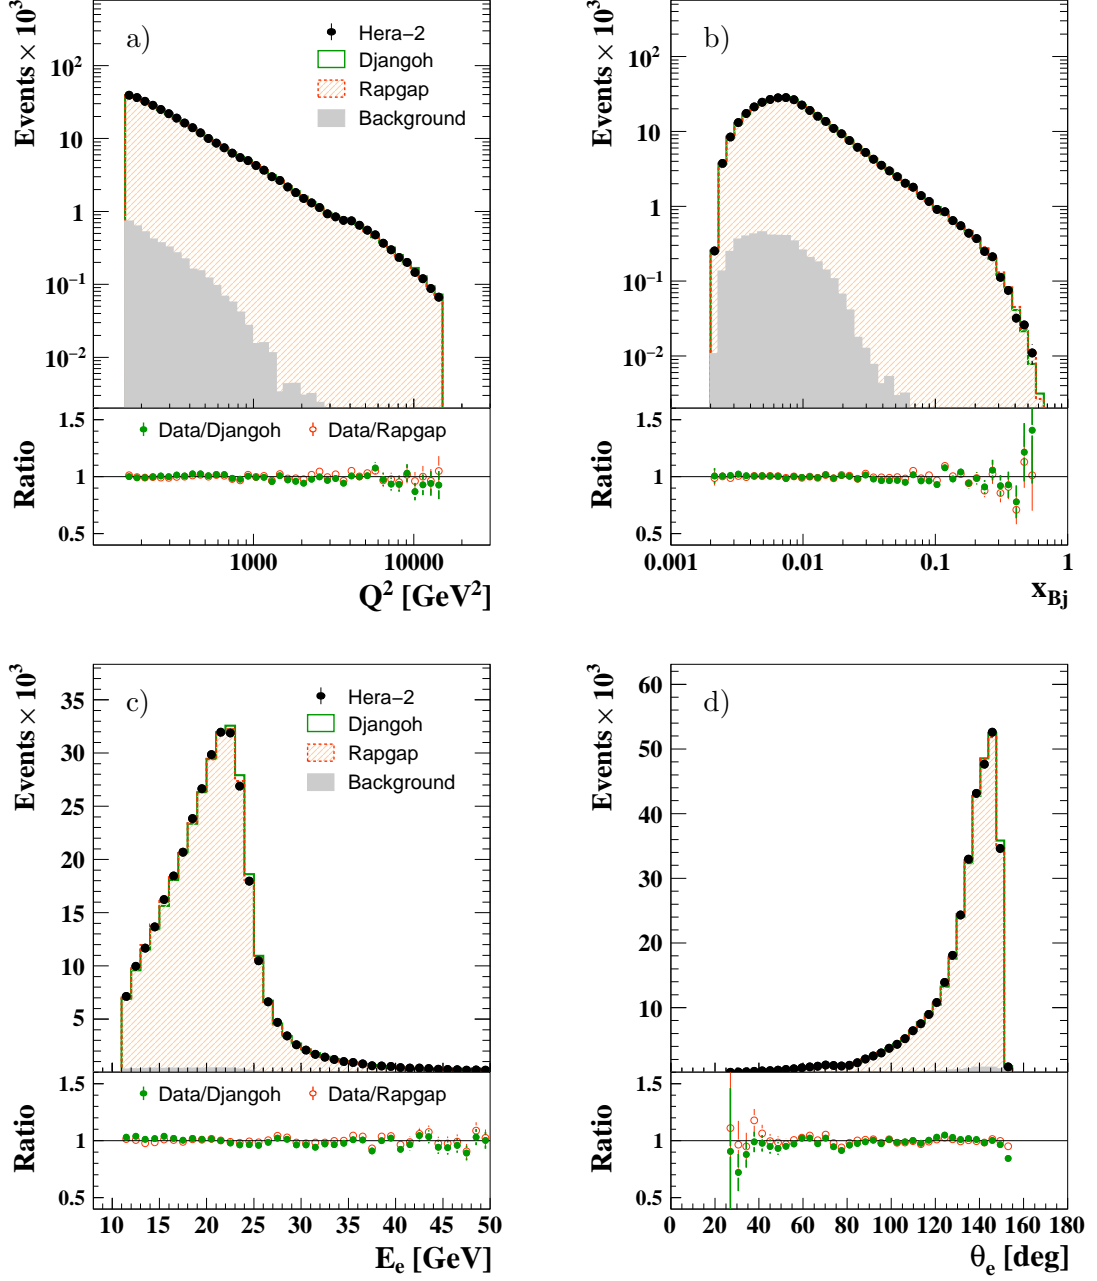 Events × 10³
a)
Hera−2
Djangoh
Rapgap
Background
10²
10
1
10⁻¹
10⁻²
Ratio
1.5
1
0.5
Data/Djangoh
Data/Rapgap
1000
10000
Q² [GeV²]
Events × 10³
b)
10²
10
1
10⁻¹
10⁻²
Ratio
1.5
1
0.5
0.001
0.01
0.1
1
x_Bj
Events × 10³
c)
Hera−2
Djangoh
Rapgap
Background
35
30
25
20
15
10
5
Ratio
1.5
1
0.5
Data/Djangoh
Data/Rapgap
10 15 20 25 30 35 40 45 50
E_e [GeV]
Events × 10³
d)
60
50
40
30
20
10
Ratio
1.5
1
0.5
0 20 40 60 80 100 120 140 160 180
θ_e [deg]